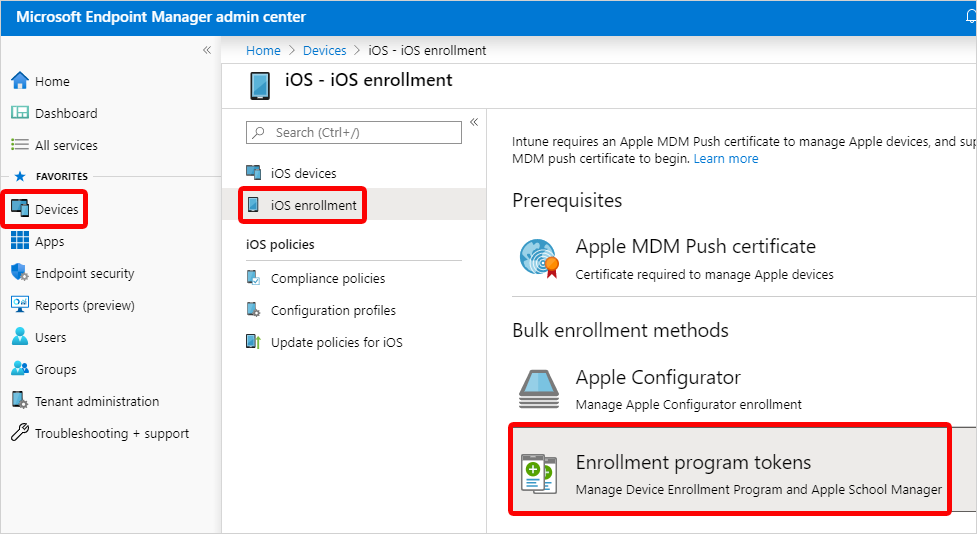 Microsoft Endpoint Manager admin center
«
Home
Dashboard
All services
FAVORITES
Devices
Apps
Endpoint security
Reports (preview)
Users
Groups
Tenant administration
Troubleshooting + support
Home > Devices > iOS - iOS enrollment
iOS - iOS enrollment
Search (Ctrl+/)
«
iOS devices
iOS enrollment
iOS policies
Compliance policies
Configuration profiles
Update policies for iOS
Intune requires an Apple MDM Push certificate to manage Apple devices, and sup
MDM push certificate to begin. Learn more
Prerequisites
Apple MDM Push certificate
Certificate required to manage Apple devices
Bulk enrollment methods
Apple Configurator
Manage Apple Configurator enrollment
Enrollment program tokens
Manage Device Enrollment Program and Apple School Manager